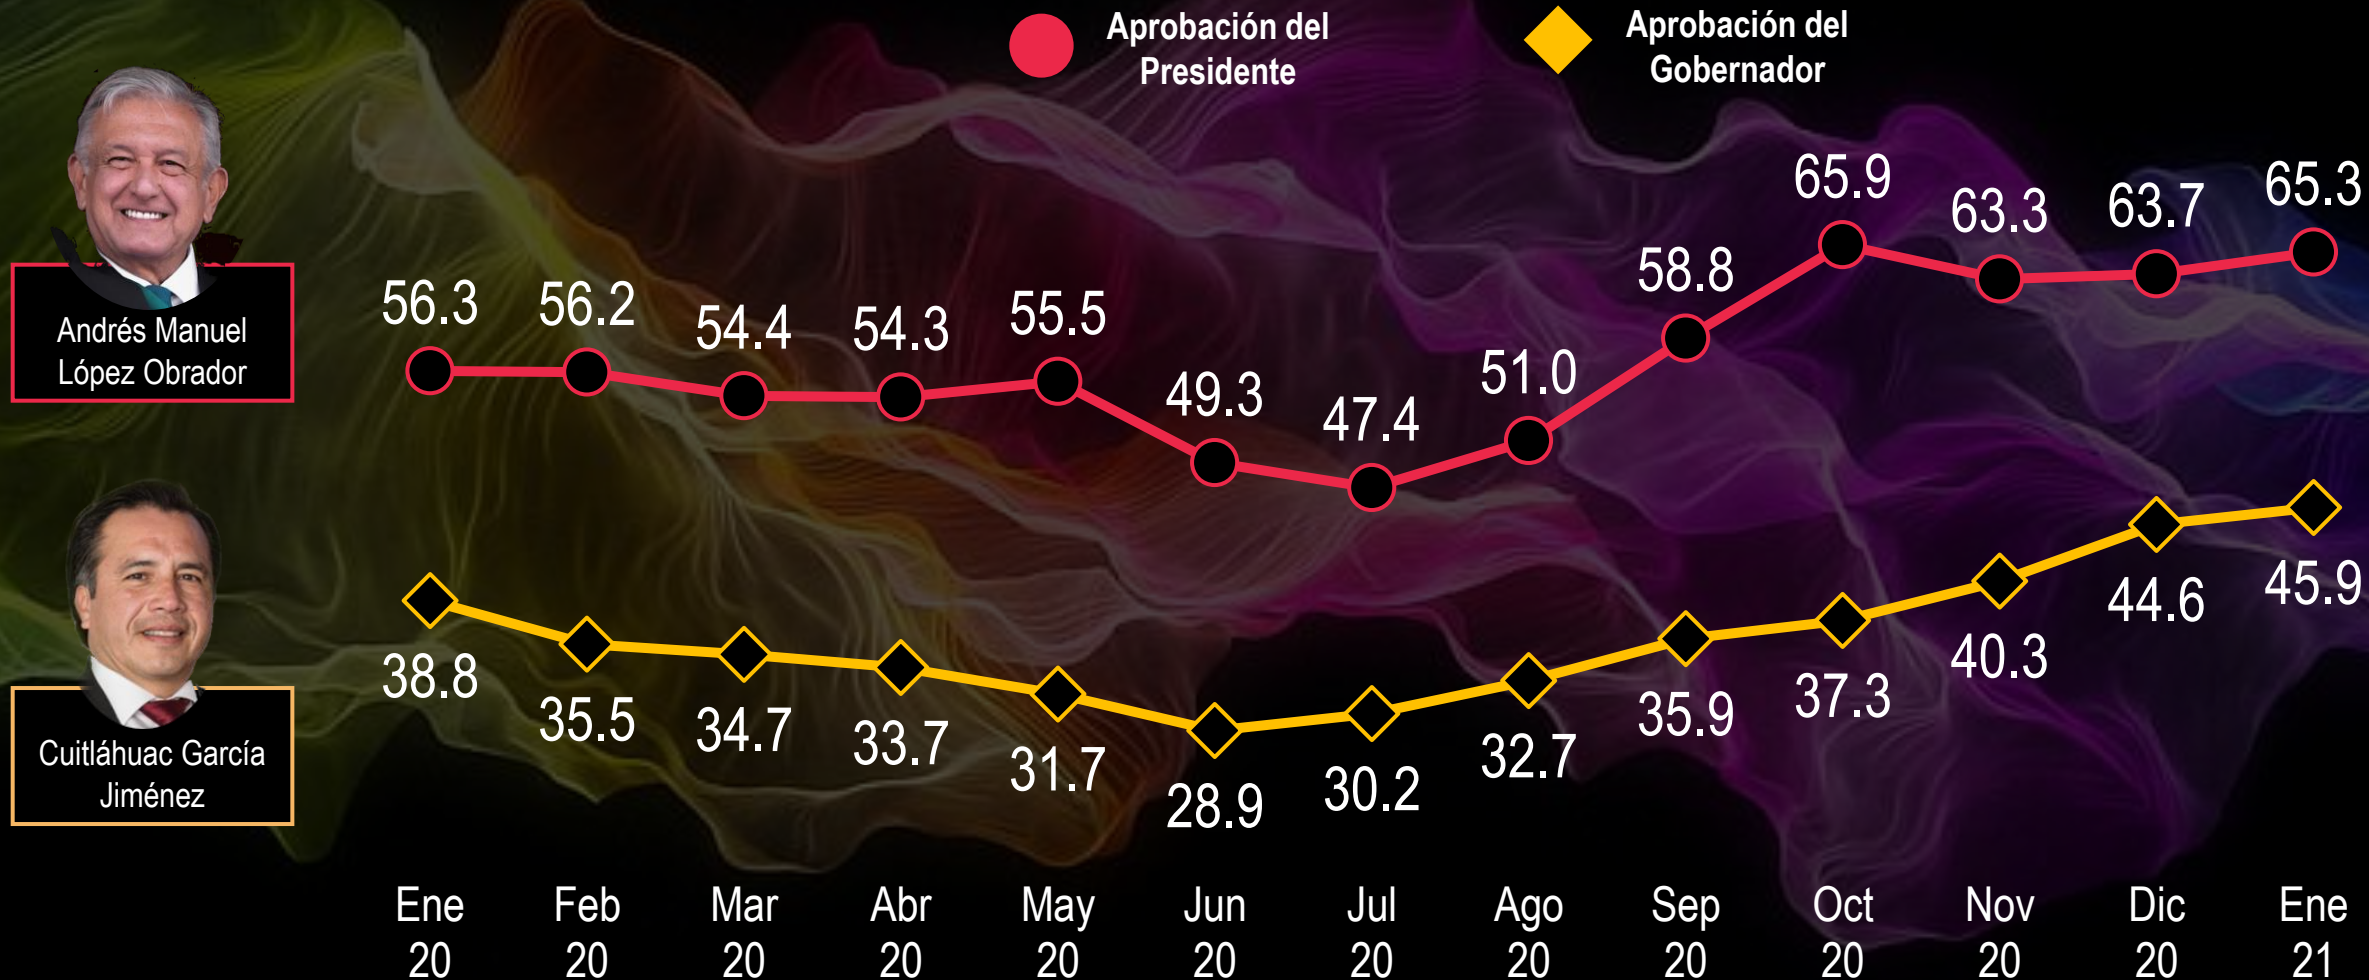 Aprobación del
Presidente
Aprobación del
Gobernador
Andrés Manuel
López Obrador
56.3 56.2 54.4 54.3 55.5 49.3 47.4 51.0 58.8 65.9 63.3 63.7 65.3
Cuitláhuac García
Jiménez
38.8 35.5 34.7 33.7 31.7 28.9 30.2 32.7 35.9 37.3 40.3 44.6 45.9
Ene Feb Mar Abr May Jun Jul Ago Sep Oct Nov Dic Ene
20 20 20 20 20 20 20 20 20 20 20 20 21